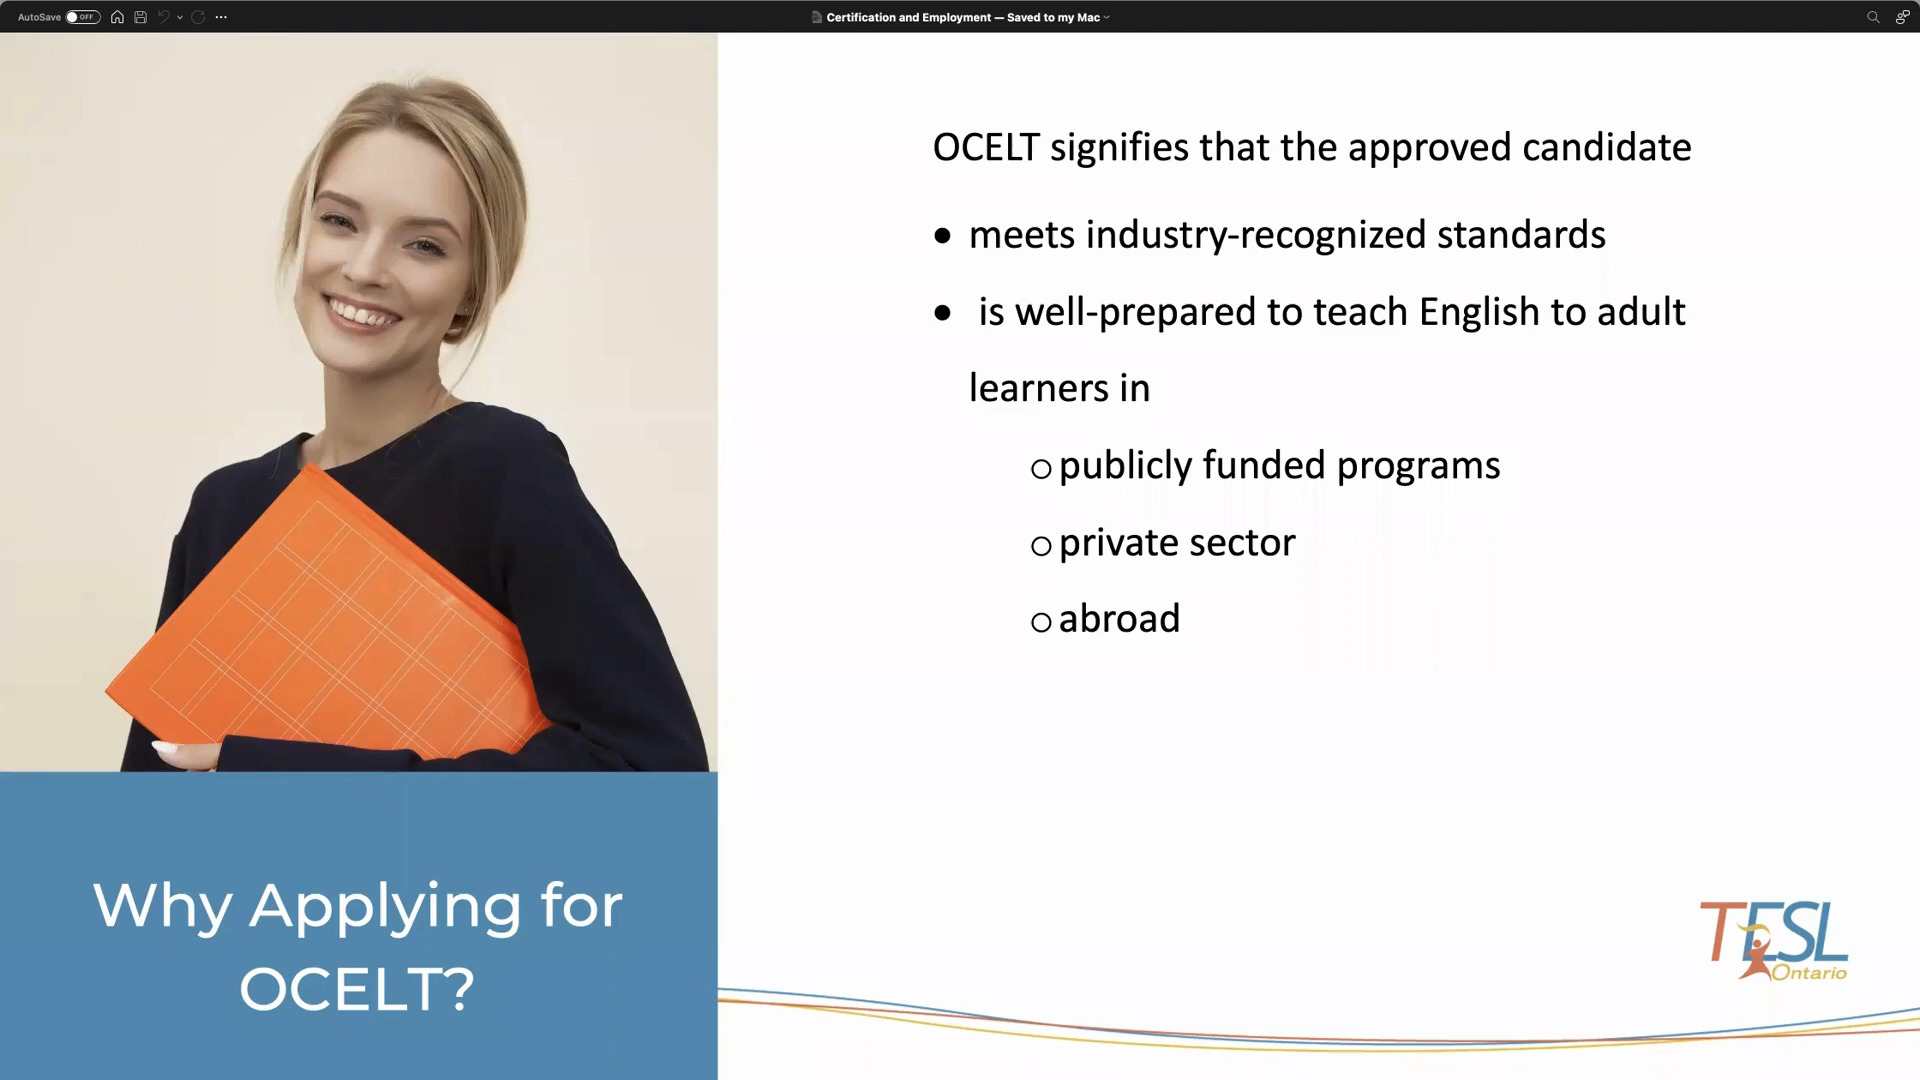 AutoSave OFF
Certification and Employment — Saved to my Mac
OCELT signifies that the approved candidate
• meets industry-recognized standards
• is well-prepared to teach English to adult
learners in
o publicly funded programs
o private sector
o abroad
Why Applying for
OCELT?
TESL
Ontario